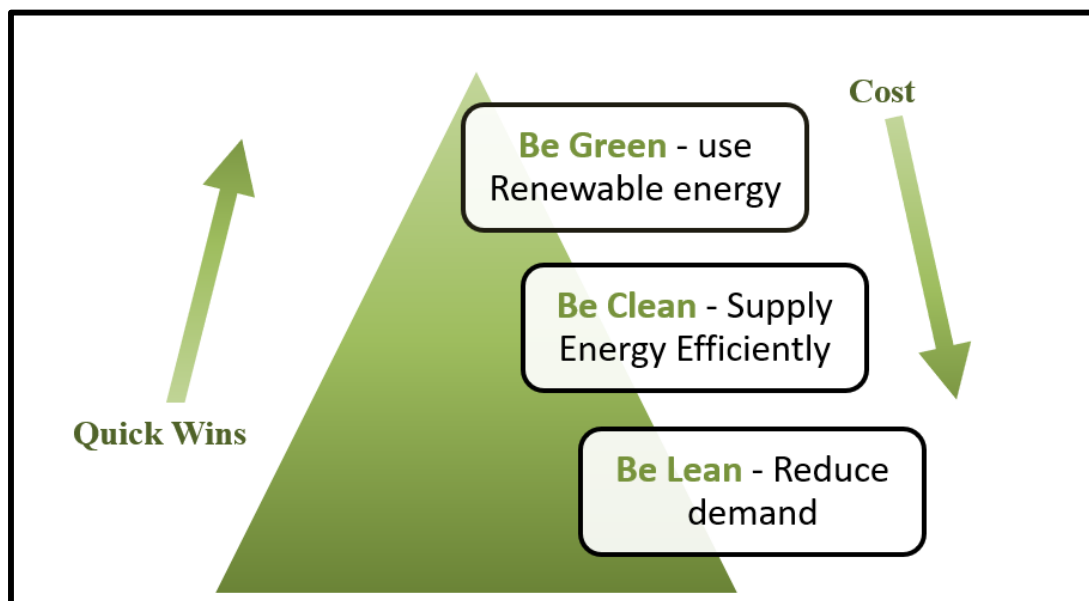 Cost
Be Green - use
Renewable energy
Be Clean - Supply
Energy Efficiently
Quick Wins
Be Lean - Reduce
demand